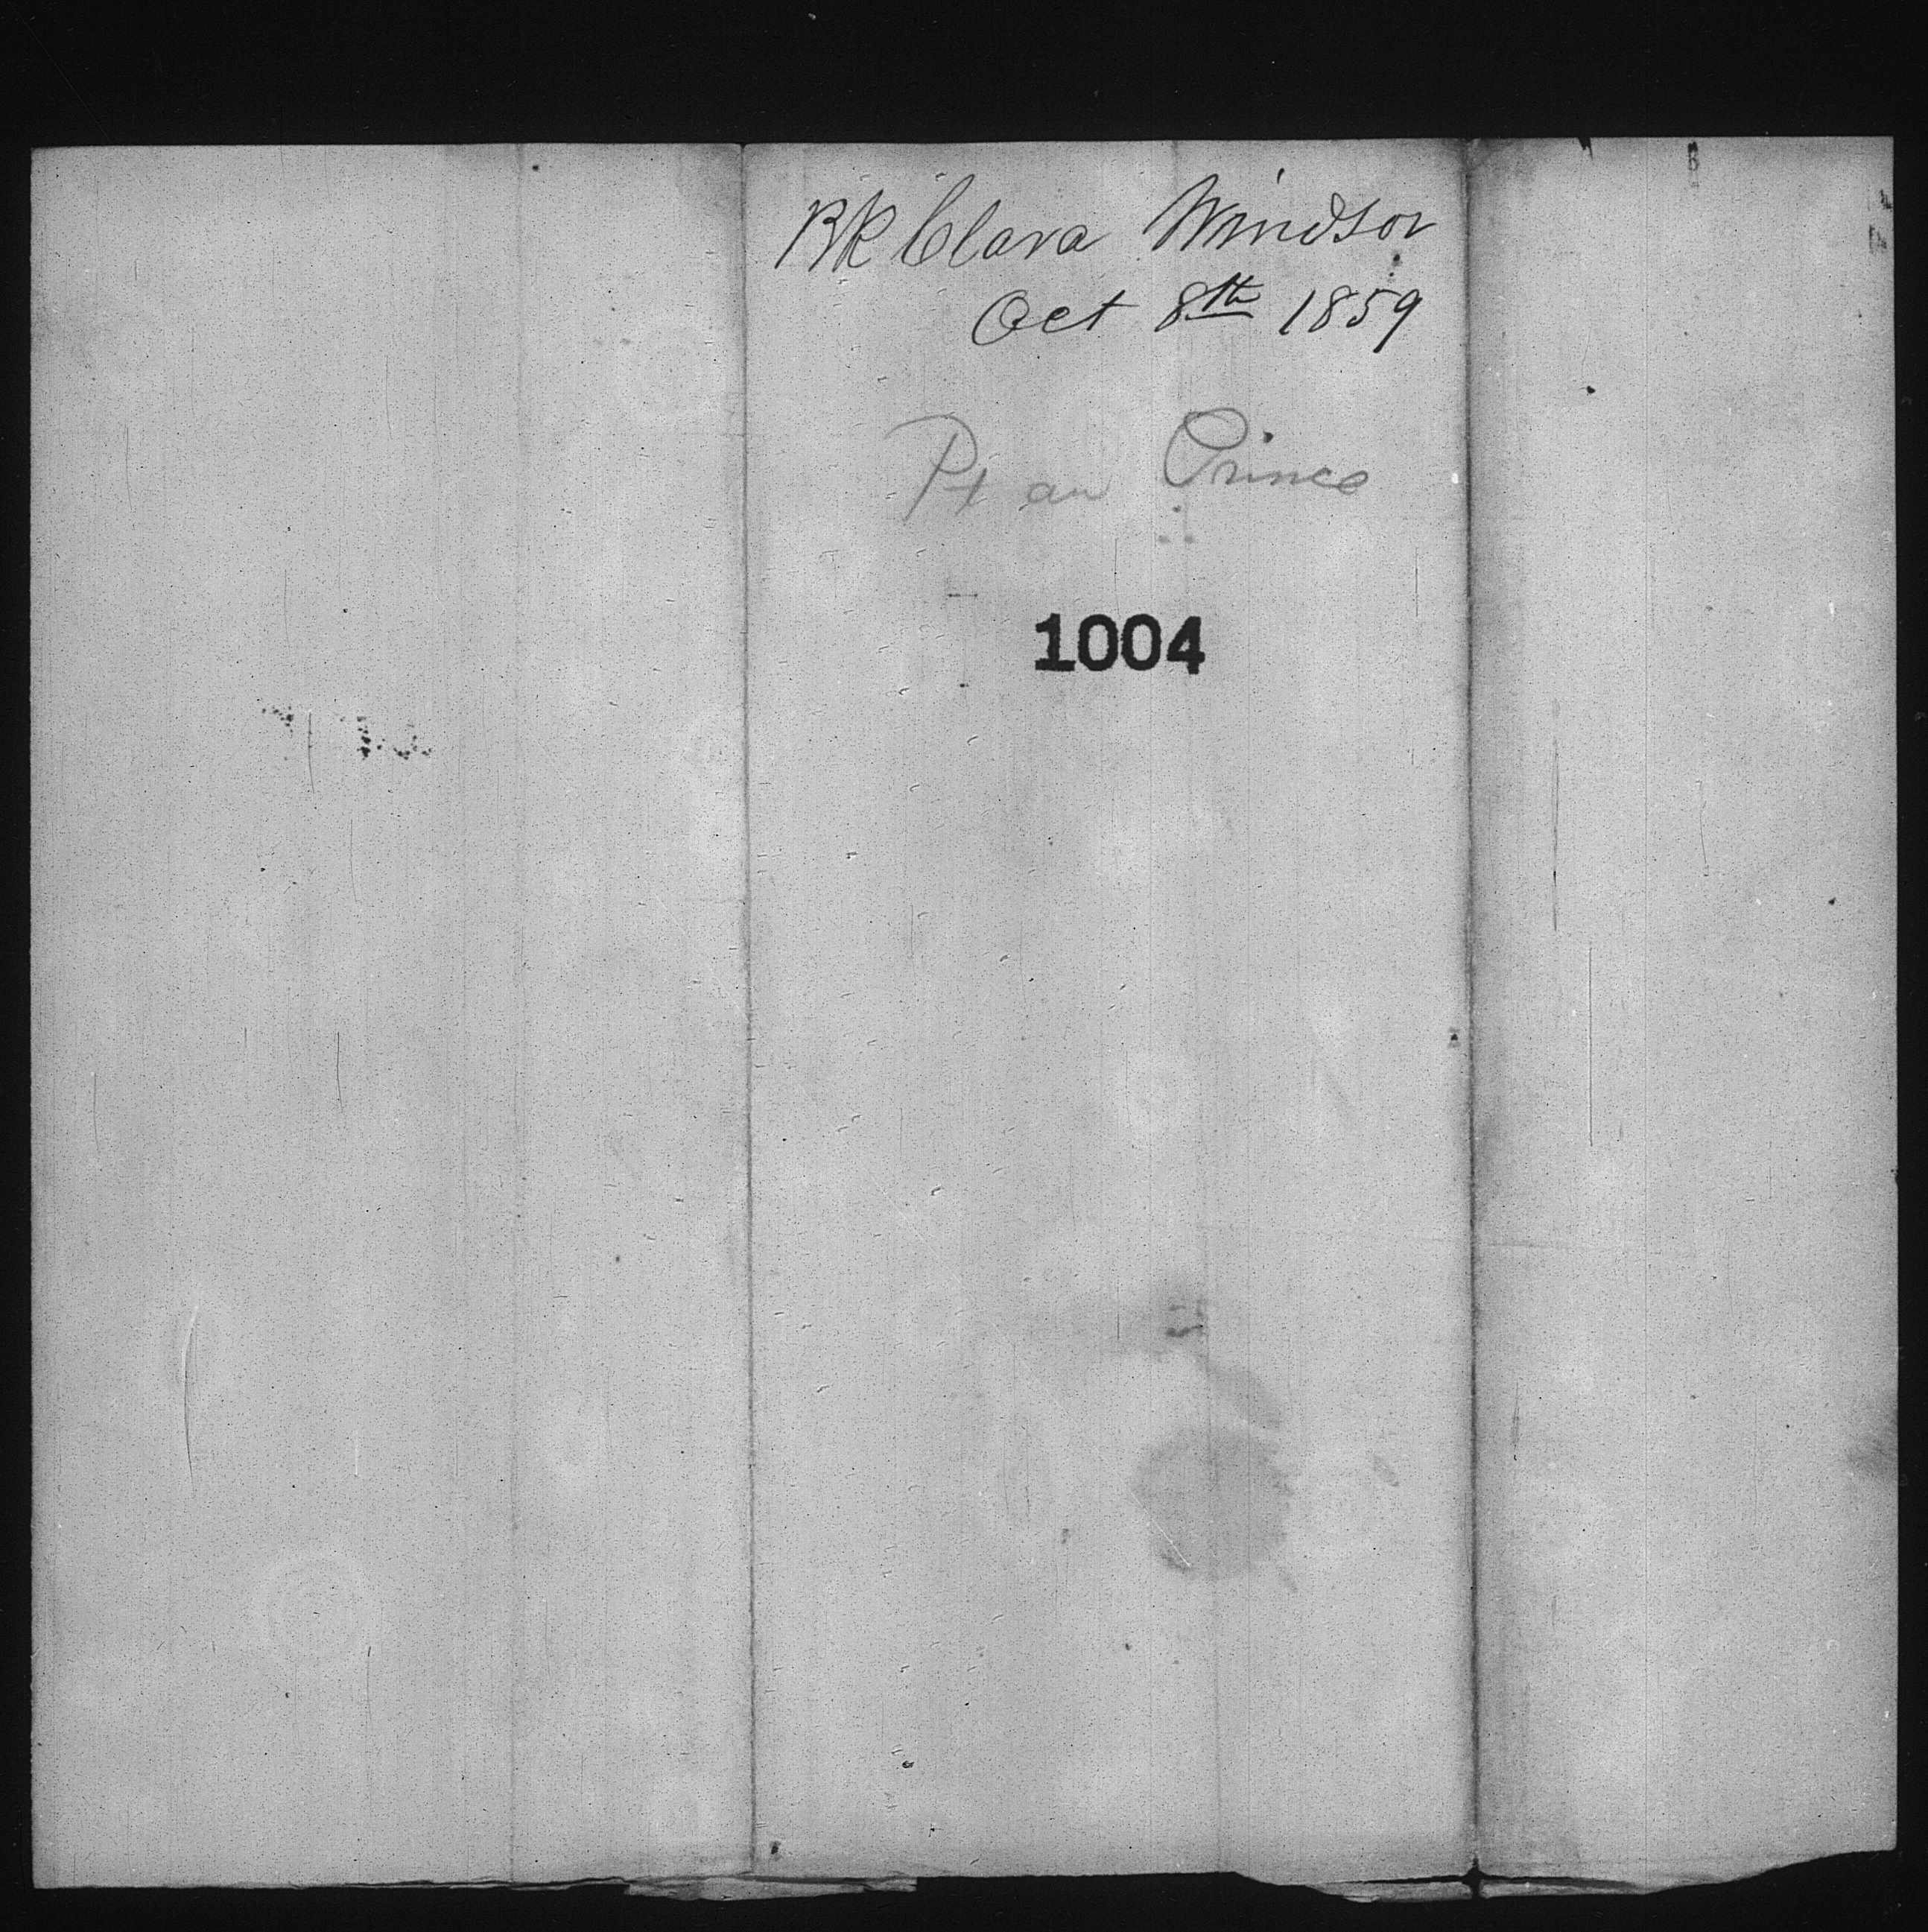 Bk Clara Windsor
Oct 8th 1859
Pt au Prince
1004